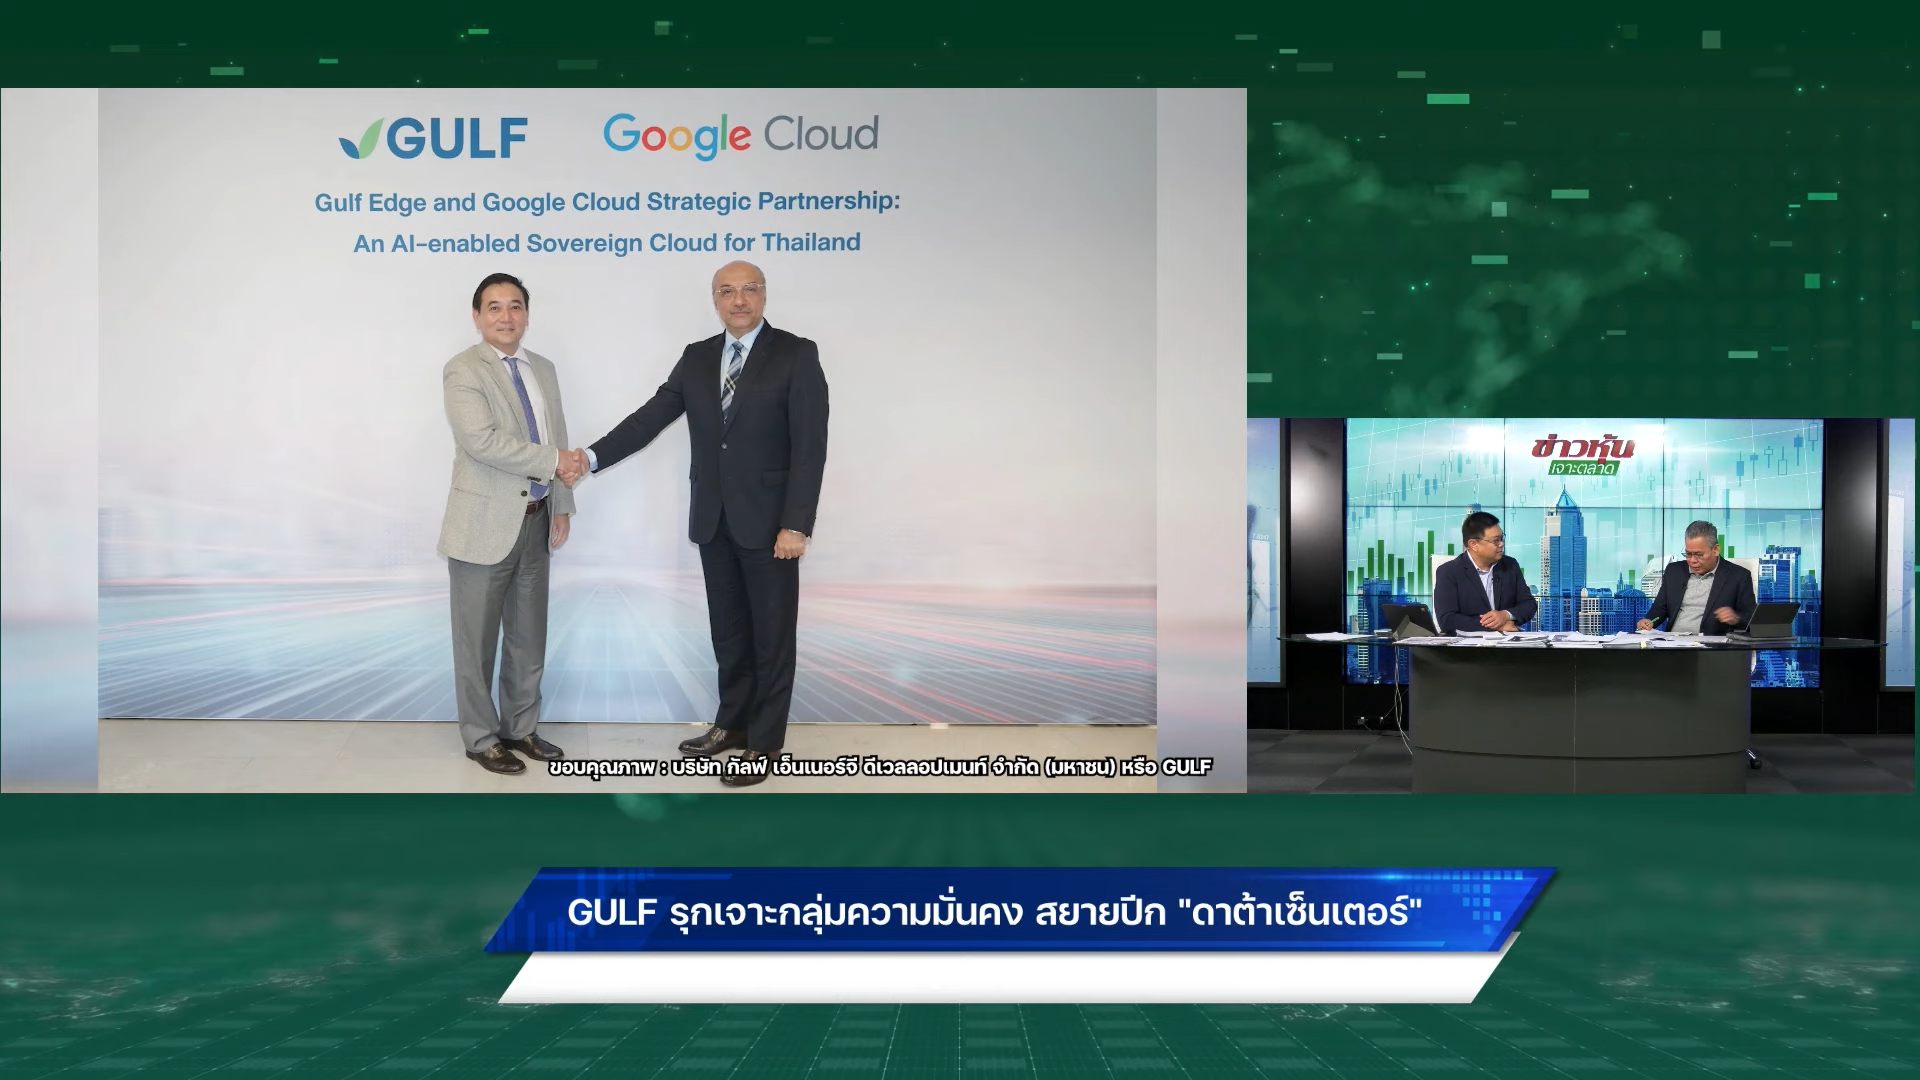 GULF
Google Cloud
Gulf Edge and Google Cloud Strategic Partnership:
An AI-enabled Sovereign Cloud for Thailand
ขอบคุณภาพ : บริษัท กัลฟ์ เอ็นเนอร์จี ดีเวลลอปเมนท์ จำกัด (มหาชน) หรือ GULF
ข่าวหุ้น
เจาะตลาด
GULF รุกเจาะกลุ่มความมั่นคง สยายปีก "ดาต้าเซ็นเตอร์"